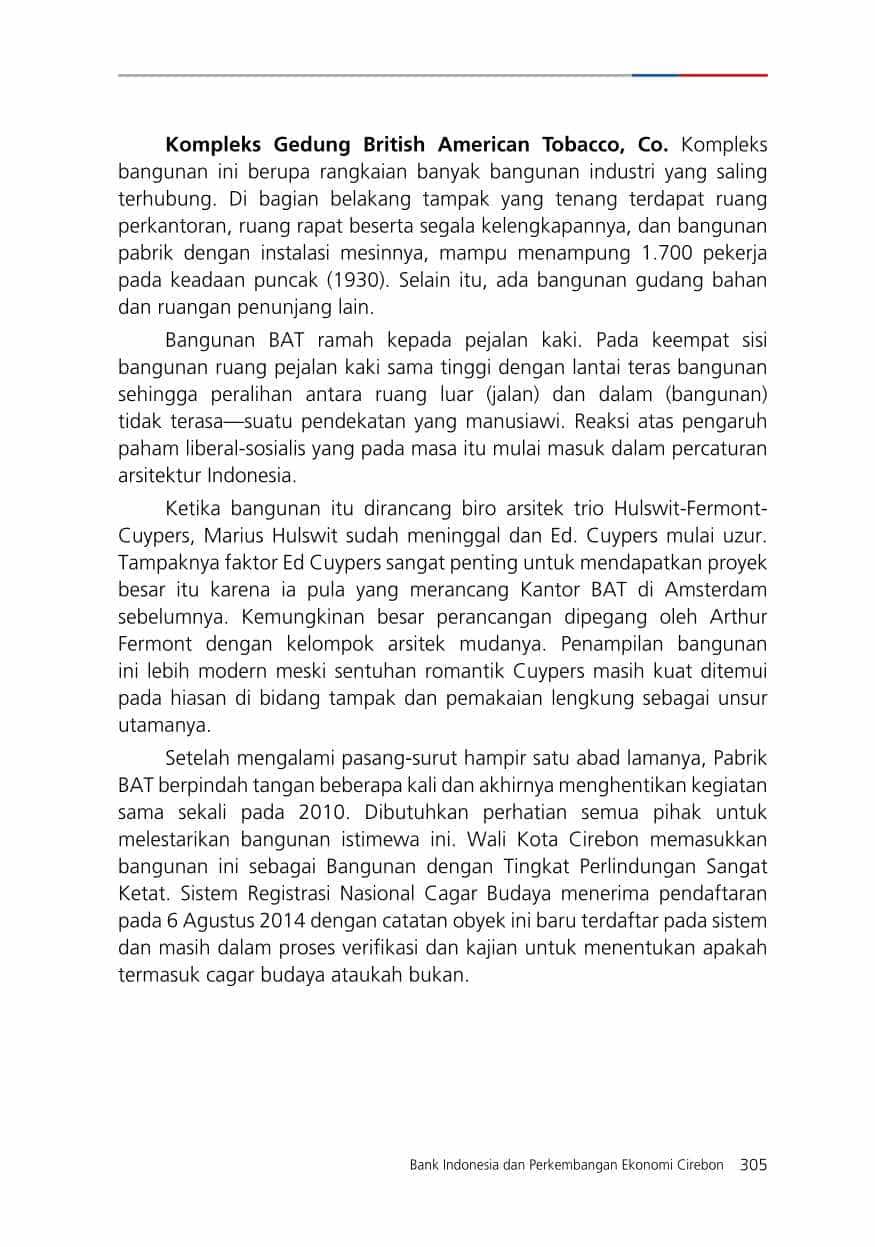 Kompleks Gedung British American Tobacco, Co. Kompleks
bangunan ini berupa rangkaian banyak bangunan industri yang saling
terhubung. Di bagian belakang tampak yang tenang terdapat ruang
perkantoran, ruang rapat beserta segala kelengkapannya, dan bangunan
pabrik dengan instalasi mesinnya, mampu menampung 1.700 pekerja
pada keadaan puncak (1930). Selain itu, ada bangunan gudang bahan
dan ruangan penunjang lain.
Bangunan BAT ramah kepada pejalan kaki. Pada keempat sisi
bangunan ruang pejalan kaki sama tinggi dengan lantai teras bangunan
sehingga peralihan antara ruang luar (jalan) dan dalam (bangunan)
tidak terasa—suatu pendekatan yang manusiawi. Reaksi atas pengaruh
paham liberal-sosialis yang pada masa itu mulai masuk dalam percaturan
arsitektur Indonesia.
Ketika bangunan itu dirancang biro arsitek trio Hulswit-Fermont-
Cuypers, Marius Hulswit sudah meninggal dan Ed. Cuypers mulai uzur.
Tampaknya faktor Ed Cuypers sangat penting untuk mendapatkan proyek
besar itu karena ia pula yang merancang Kantor BAT di Amsterdam
sebelumnya. Kemungkinan besar perancangan dipegang oleh Arthur
Fermont dengan kelompok arsitek mudanya. Penampilan bangunan
ini lebih modern meski sentuhan romantik Cuypers masih kuat ditemui
pada hiasan di bidang tampak dan pemakaian lengkung sebagai unsur
utamanya.
Setelah mengalami pasang-surut hampir satu abad lamanya, Pabrik
BAT berpindah tangan beberapa kali dan akhirnya menghentikan kegiatan
sama sekali pada 2010. Dibutuhkan perhatian semua pihak untuk
melestarikan bangunan istimewa ini. Wali Kota Cirebon memasukkan
bangunan ini sebagai Bangunan dengan Tingkat Perlindungan Sangat
Ketat. Sistem Registrasi Nasional Cagar Budaya menerima pendaftaran
pada 6 Agustus 2014 dengan catatan obyek ini baru terdaftar pada sistem
dan masih dalam proses verifikasi dan kajian untuk menentukan apakah
termasuk cagar budaya ataukah bukan.
Bank Indonesia dan Perkembangan Ekonomi Cirebon 305